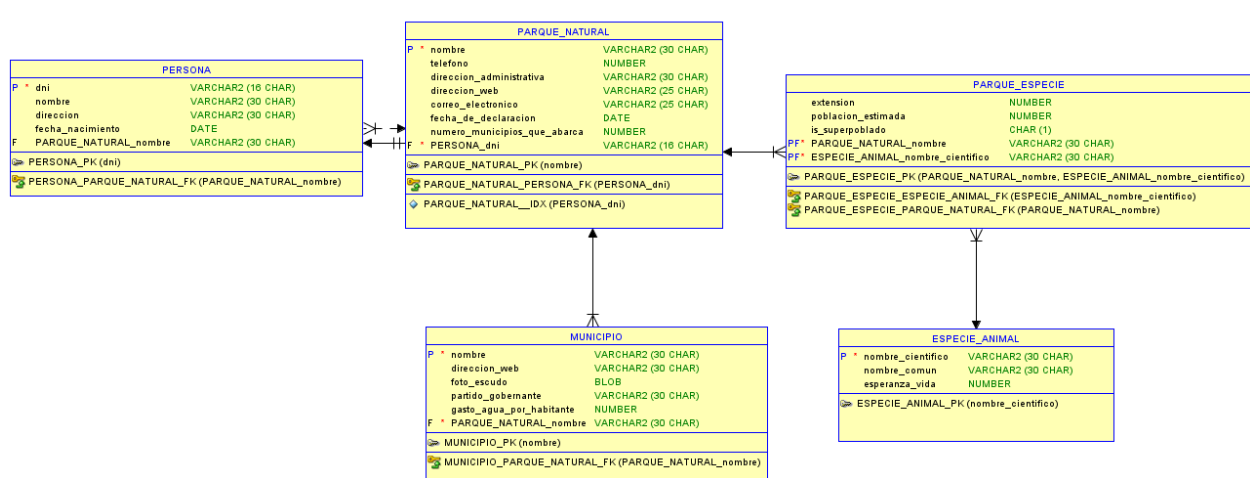 PERSONA
P * dni VARCHAR2 (16 CHAR)
nombre VARCHAR2 (30 CHAR)
direccion VARCHAR2 (30 CHAR)
fecha_nacimiento DATE
F PARQUE_NATURAL_nombre VARCHAR2 (30 CHAR)
PERSONA_PK (dni)
PERSONA_PARQUE_NATURAL_FK (PARQUE_NATURAL_nombre)
PARQUE_NATURAL
P * nombre VARCHAR2 (30 CHAR)
telefono NUMBER
direccion_administrativa VARCHAR2 (30 CHAR)
direccion_web VARCHAR2 (25 CHAR)
correo_electronico VARCHAR2 (25 CHAR)
fecha_de_declaracion DATE
numero_municipios_que_abarca NUMBER
F * PERSONA_dni VARCHAR2 (16 CHAR)
PARQUE_NATURAL_PK (nombre)
PARQUE_NATURAL_PERSONA_FK (PERSONA_dni)
PARQUE_NATURAL__IDX (PERSONA_dni)
PARQUE_ESPECIE
extension NUMBER
poblacion_estimada NUMBER
is_superpoblado CHAR (1)
PF* PARQUE_NATURAL_nombre VARCHAR2 (30 CHAR)
PF* ESPECIE_ANIMAL_nombre_cientifico VARCHAR2 (30 CHAR)
PARQUE_ESPECIE_PK (PARQUE_NATURAL_nombre, ESPECIE_ANIMAL_nombre_cientifico)
PARQUE_ESPECIE_ESPECIE_ANIMAL_FK (ESPECIE_ANIMAL_nombre_cientifico)
PARQUE_ESPECIE_PARQUE_NATURAL_FK (PARQUE_NATURAL_nombre)
MUNICIPIO
P * nombre VARCHAR2 (30 CHAR)
direccion_web VARCHAR2 (30 CHAR)
foto_escudo BLOB
partido_gobernante VARCHAR2 (30 CHAR)
gasto_agua_por_habitante NUMBER
F * PARQUE_NATURAL_nombre VARCHAR2 (30 CHAR)
MUNICIPIO_PK (nombre)
MUNICIPIO_PARQUE_NATURAL_FK (PARQUE_NATURAL_nombre)
ESPECIE_ANIMAL
P * nombre_cientifico VARCHAR2 (30 CHAR)
nombre_comun VARCHAR2 (30 CHAR)
esperanza_vida NUMBER
ESPECIE_ANIMAL_PK (nombre_cientifico)